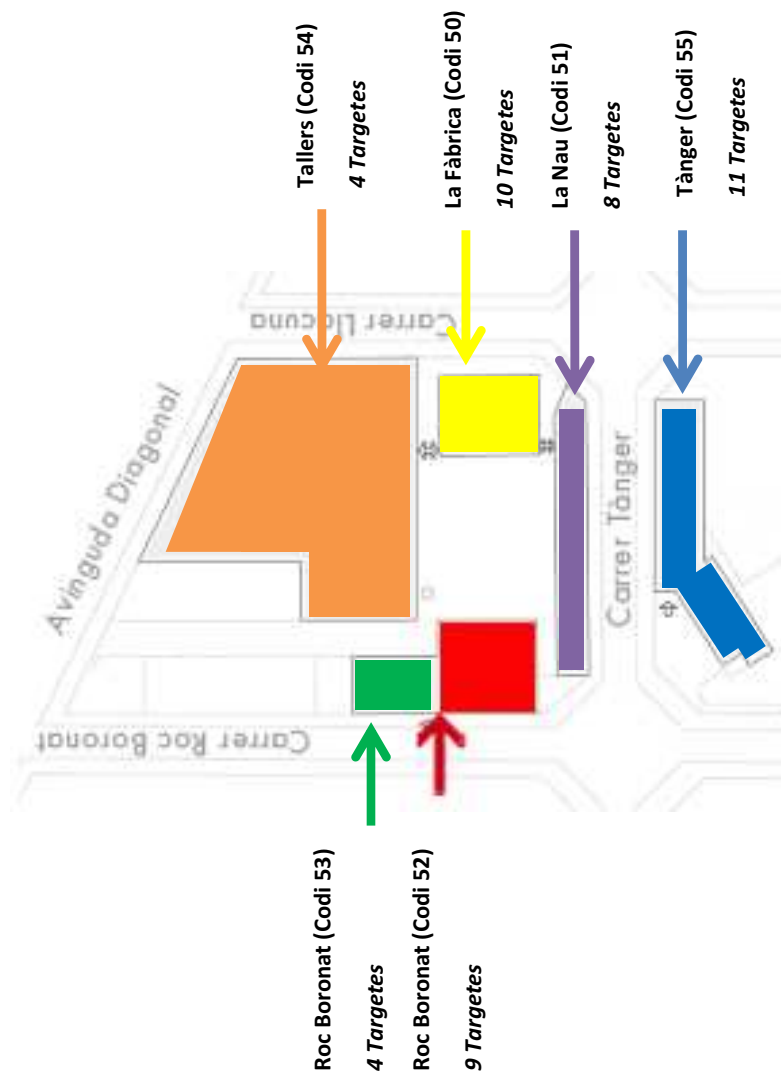 Tallers (Codi 54)
4 Targetes
La Fàbrica (Codi 50)
10 Targetes
La Nau (Codi 51)
8 Targetes
Tànger (Codi 55)
11 Targetes
Carrer Llacuna
Avinguda Diagonal
Carrer Tànger
Carrer Roc Boronat
Roc Boronat (Codi 53)
4 Targetes
Roc Boronat (Codi 52)
9 Targetes